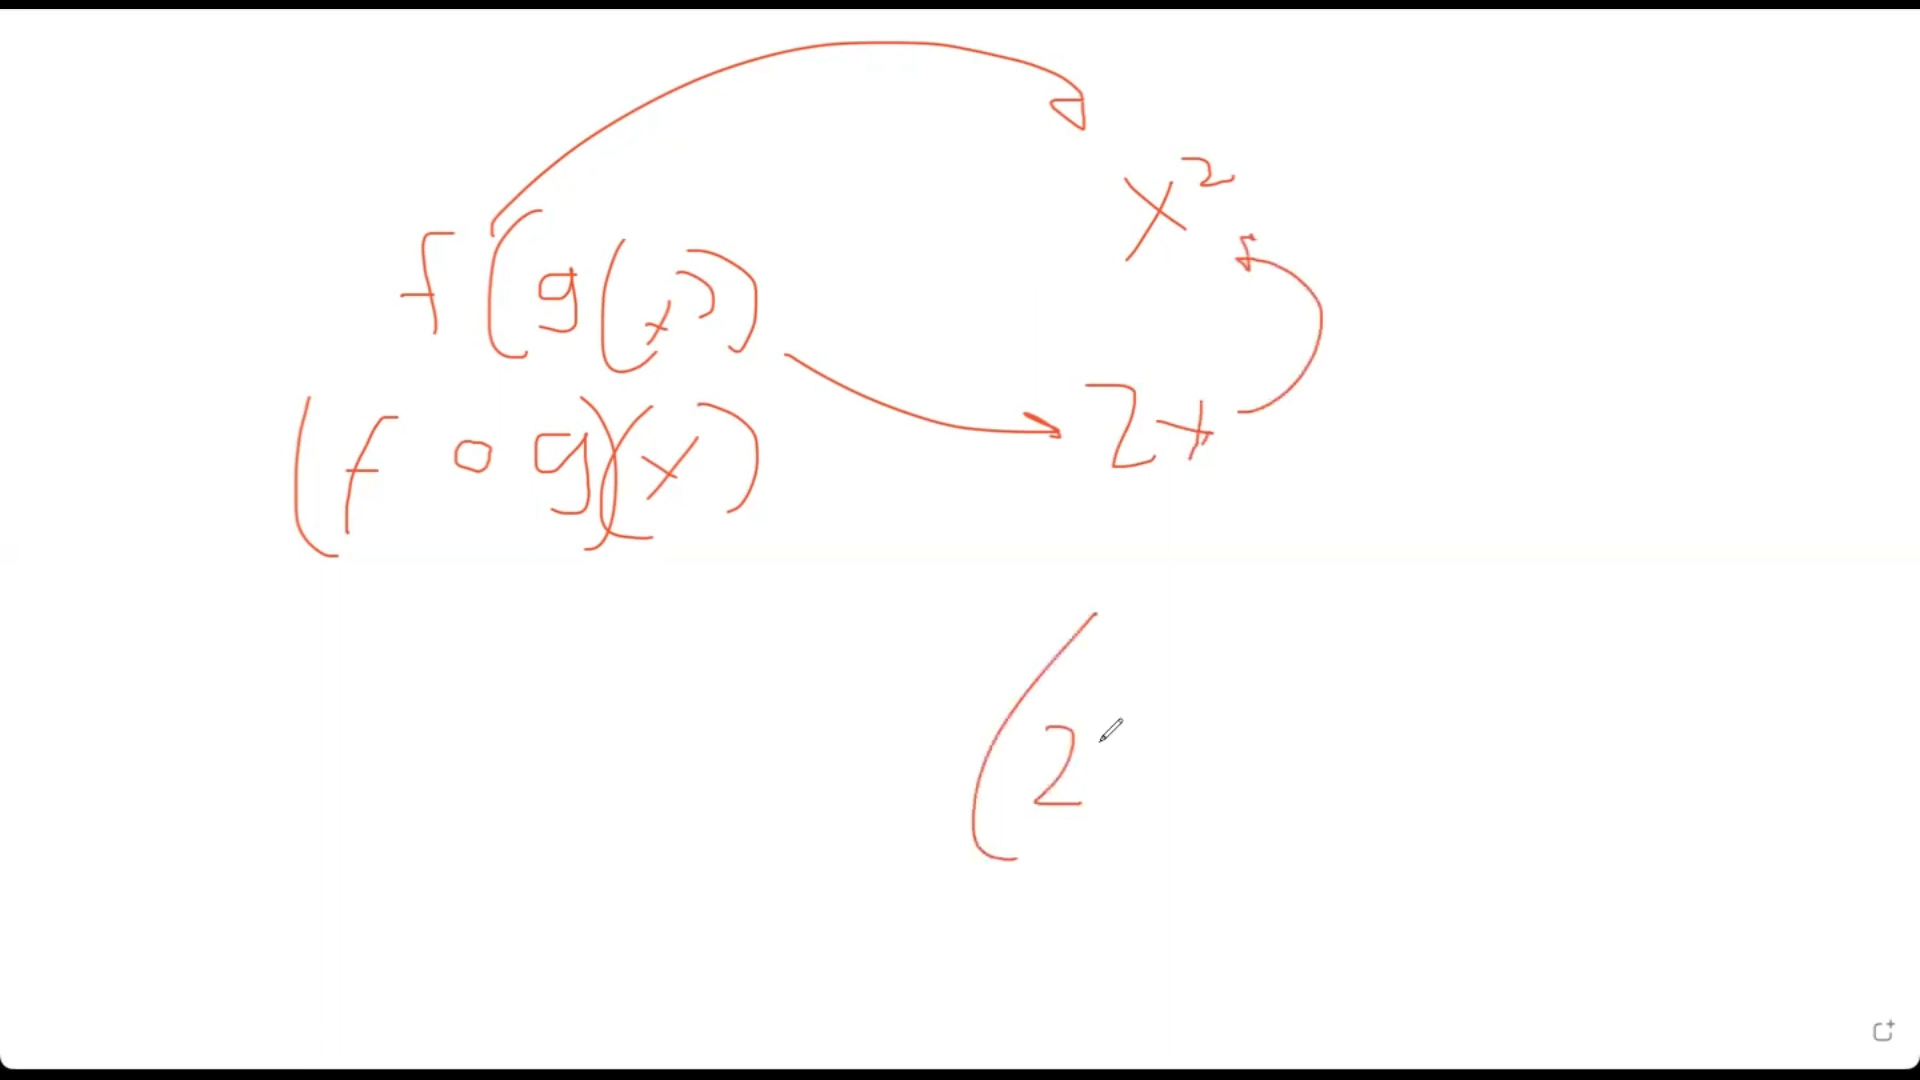 x²
f(g(x))
2x
(f ∘ g)(x)
(2